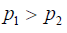 p₁ > p₂